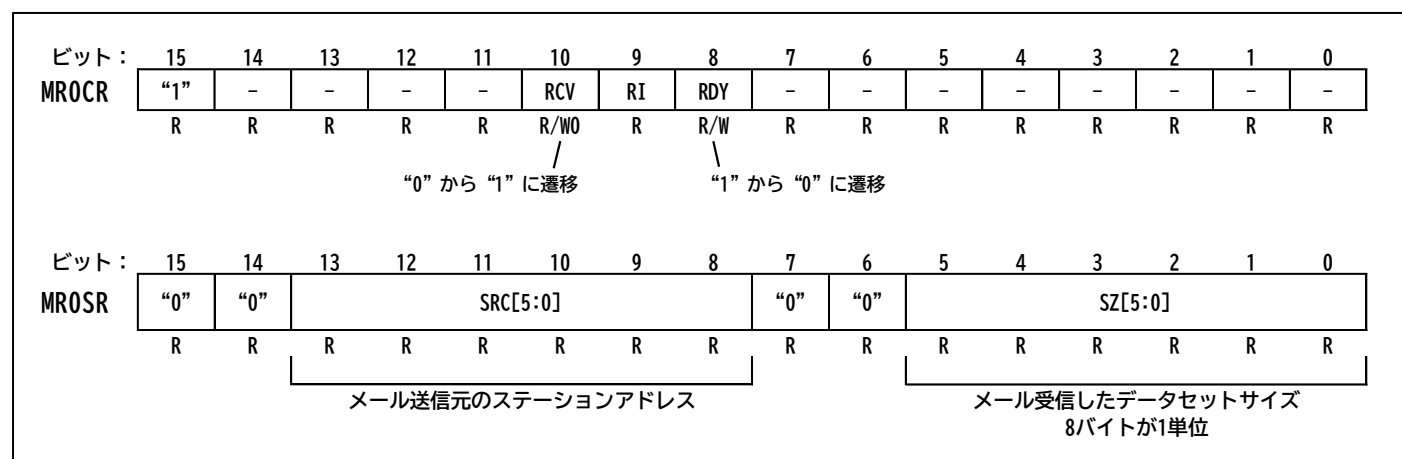 ビット： 15 14 13 12 11 10 9 8 7 6 5 4 3 2 1 0
MR0CR “1” - - - - RCV RI RDY - - - - - - - -
R R R R R R/W0 R R/W R R R R R R R R
“0” から “1” に遷移 “1” から “0” に遷移
ビット： 15 14 13 12 11 10 9 8 7 6 5 4 3 2 1 0
MR0SR “0” “0” SRC[5:0] “0” “0” SZ[5:0]
R R R R R R R R R R R R R R R R
メール送信元のステーションアドレス メール受信したデータセットサイズ
8バイトが1単位